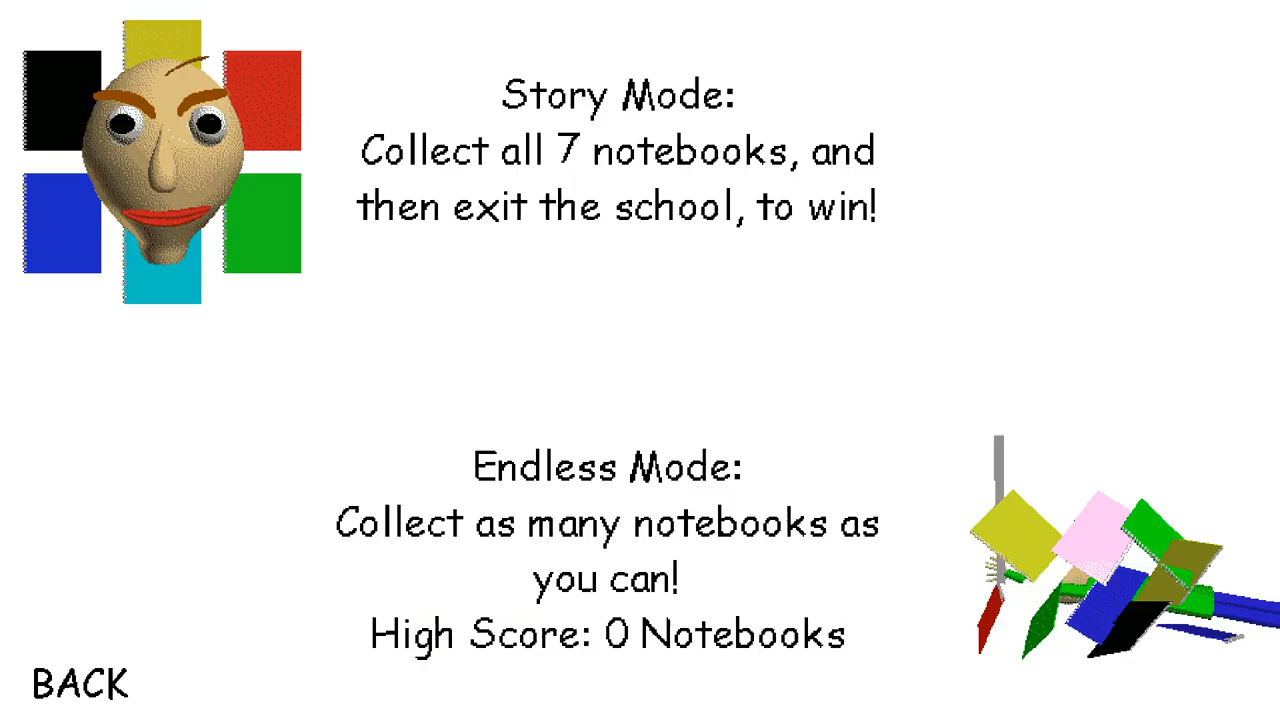 Story Mode:
Collect all 7 notebooks, and
then exit the school, to win!
Endless Mode:
Collect as many notebooks as
you can!
High Score: 0 Notebooks
BACK